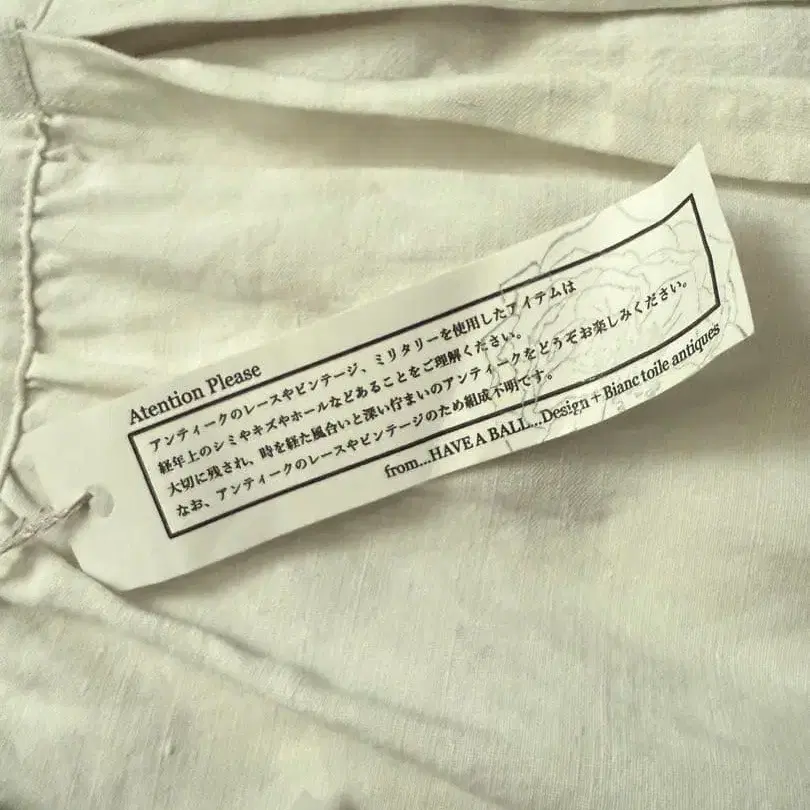 Atention Please
アンティークのレースやビンテージ、ミリタリーを使用したアイテムは
経年上のシミやキズやホールなどあることをご理解ください。
大切に残され、時を経た風合いと深い佇まいのアンティークをどうぞお楽しみください。
なお、アンティークのレースやビンテージのため組成不明です。
from...HAVE A BALL...Design + Bianc toile antiques